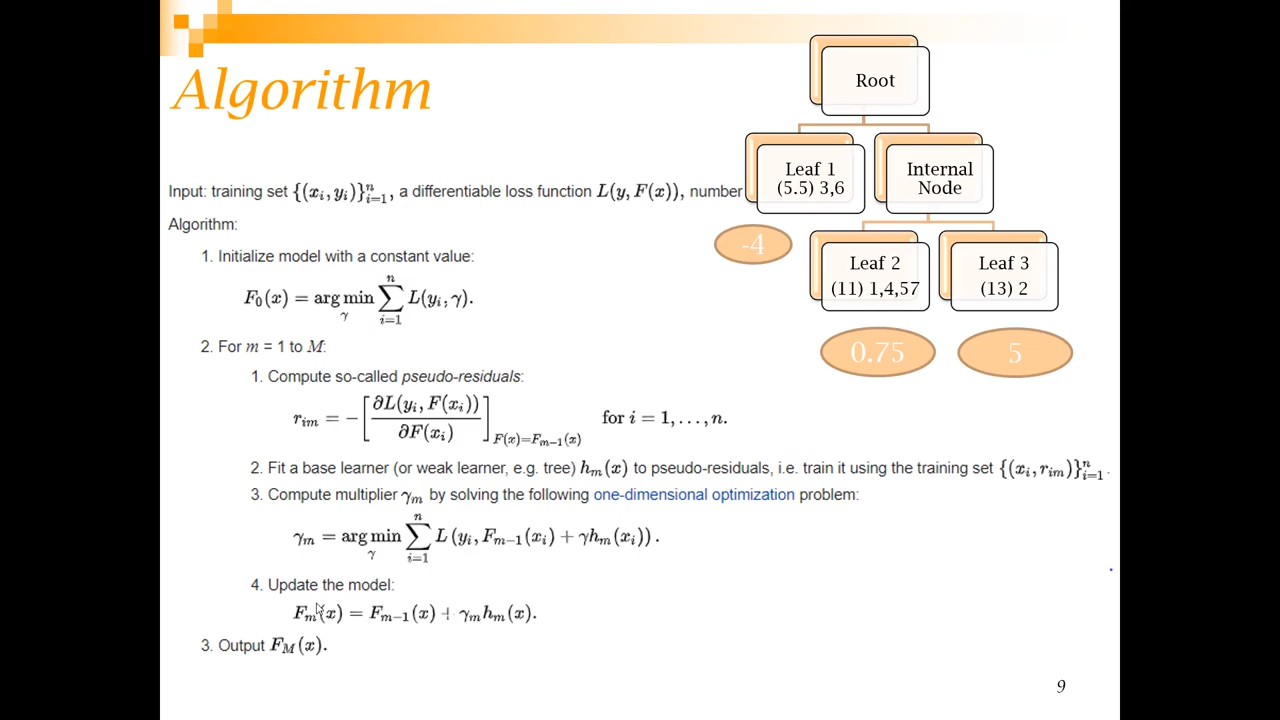 Algorithm
Input: training set {(xᵢ, yᵢ)}ⁿᵢ₌₁, a differentiable loss function L(y, F(x)), number
Algorithm:
1. Initialize model with a constant value:
F₀(x) = arg min_γ ∑ⁿᵢ₌₁ L(yᵢ, γ).
2. For m = 1 to M:
1. Compute so-called pseudo-residuals:
rᵢₘ = −[∂L(yᵢ, F(xᵢ)) / ∂F(xᵢ)]_F(x)=Fₘ₋₁(x) for i = 1, . . . , n.
2. Fit a base learner (or weak learner, e.g. tree) hₘ(x) to pseudo-residuals, i.e. train it using the training set {(xᵢ, rᵢₘ)}ⁿᵢ₌₁.
3. Compute multiplier γₘ by solving the following one-dimensional optimization problem:
γₘ = arg min_γ ∑ⁿᵢ₌₁ L (yᵢ, Fₘ₋₁(xᵢ) + γhₘ(xᵢ)).
4. Update the model:
Fₘ(x) = Fₘ₋₁(x) + γₘhₘ(x).
3. Output F_M(x).
Root
Leaf 1
(5.5) 3,6
Internal
Node
-4
Leaf 2
(11) 1,4,57
Leaf 3
(13) 2
0.75
5
9